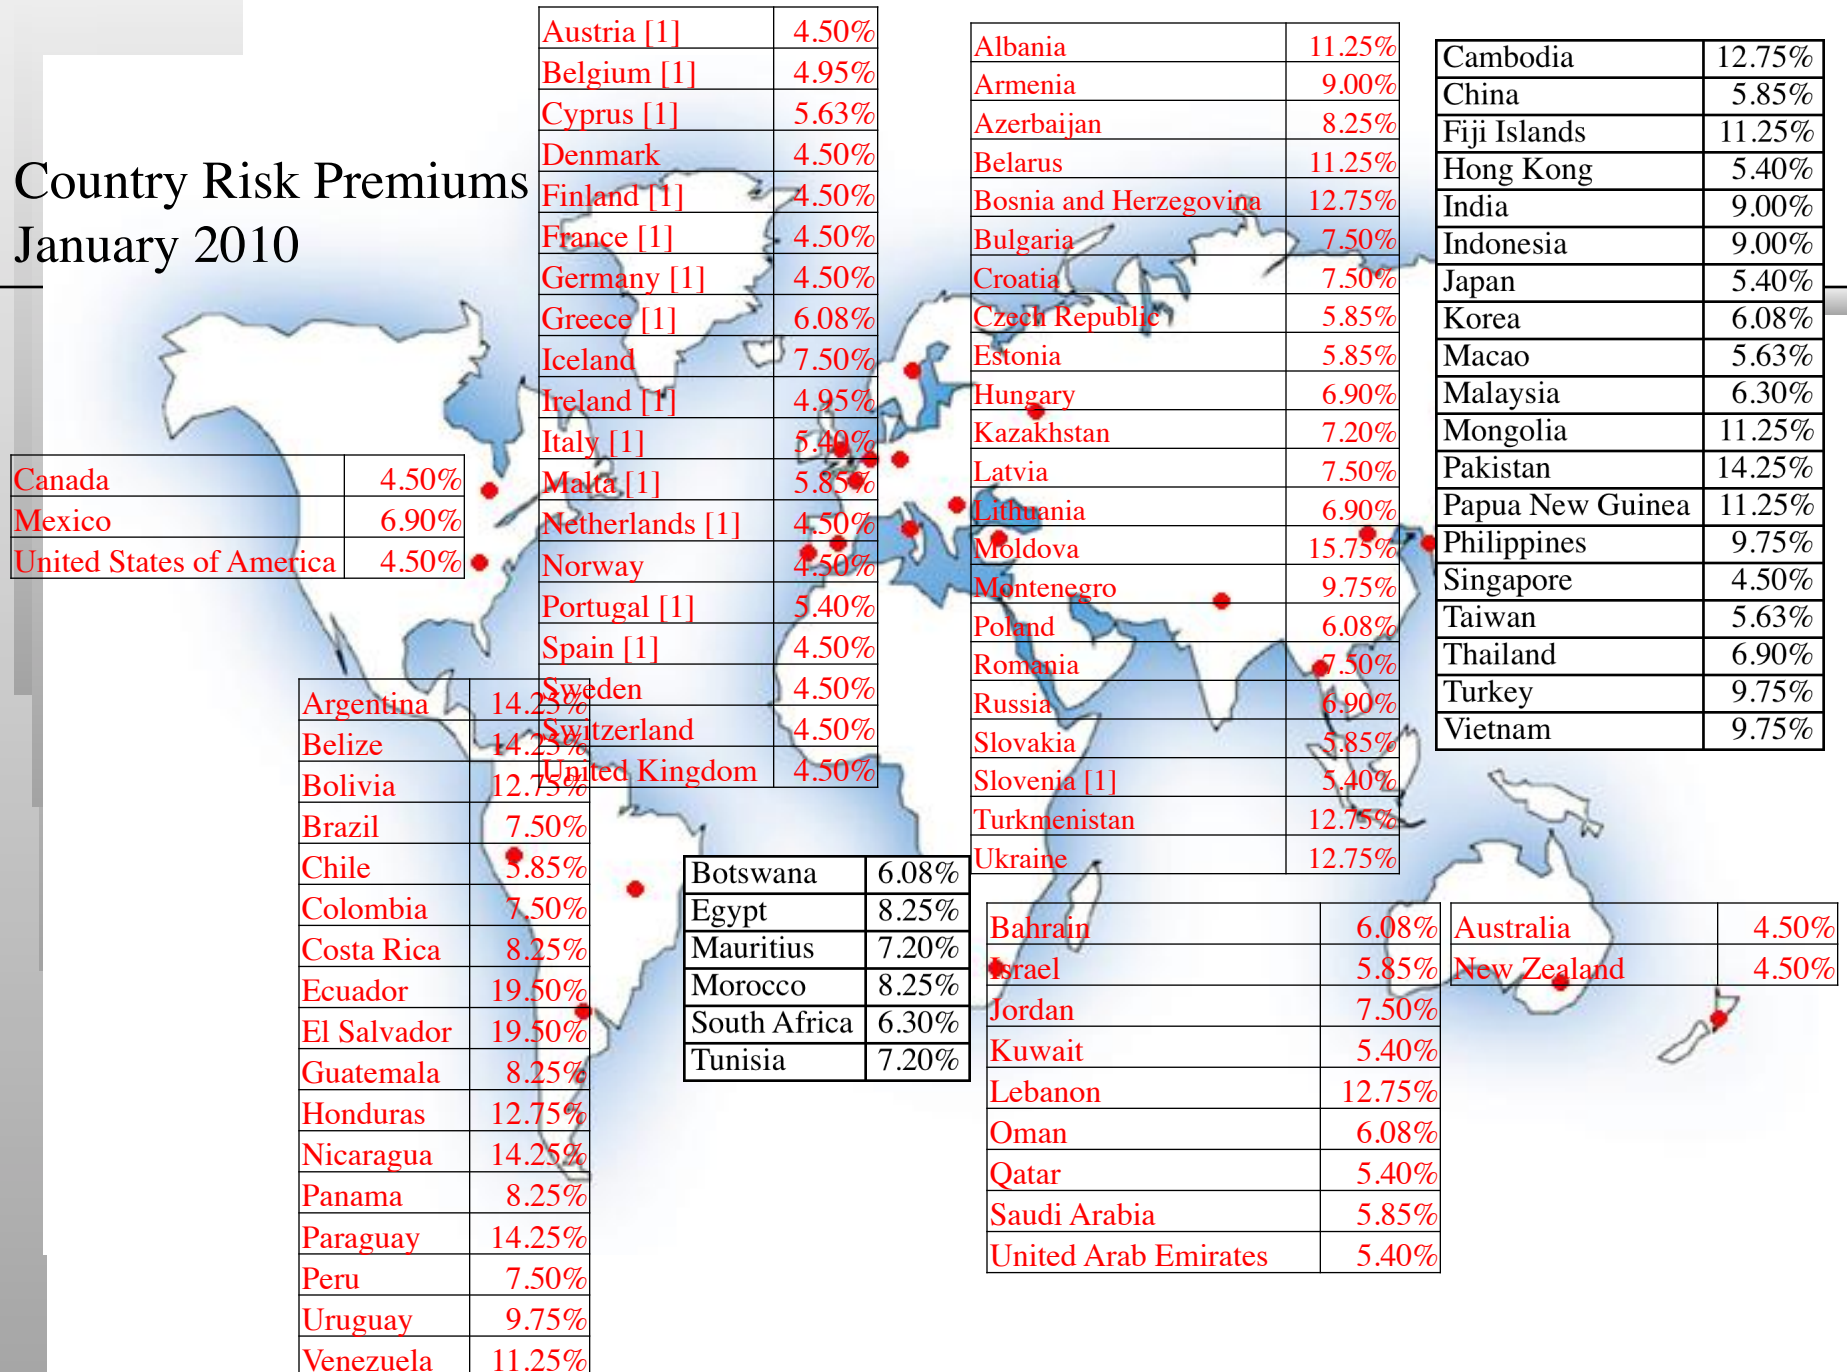 Country Risk Premiums
January 2010
Austria [1] 4.50%
Belgium [1] 4.95%
Cyprus [1] 5.63%
Denmark 4.50%
Finland [1] 4.50%
France [1] 4.50%
Germany [1] 4.50%
Greece [1] 6.08%
Iceland 7.50%
Ireland [1] 4.95%
Italy [1] 5.40%
Malta [1] 5.85%
Netherlands [1] 4.50%
Norway 4.50%
Portugal [1] 5.40%
Spain [1] 4.50%
Sweden 4.50%
Switzerland 4.50%
United Kingdom 4.50%
Albania 11.25%
Armenia 9.00%
Azerbaijan 8.25%
Belarus 11.25%
Bosnia and Herzegovina 12.75%
Bulgaria 7.50%
Croatia 7.50%
Czech Republic 5.85%
Estonia 5.85%
Hungary 6.90%
Kazakhstan 7.20%
Latvia 7.50%
Lithuania 6.90%
Moldova 15.75%
Montenegro 9.75%
Poland 6.08%
Romania 7.50%
Russia 6.90%
Slovakia 5.85%
Slovenia [1] 5.40%
Turkmenistan 12.75%
Ukraine 12.75%
Cambodia 12.75%
China 5.85%
Fiji Islands 11.25%
Hong Kong 5.40%
India 9.00%
Indonesia 9.00%
Japan 5.40%
Korea 6.08%
Macao 5.63%
Malaysia 6.30%
Mongolia 11.25%
Pakistan 14.25%
Papua New Guinea 11.25%
Philippines 9.75%
Singapore 4.50%
Taiwan 5.63%
Thailand 6.90%
Turkey 9.75%
Vietnam 9.75%
Canada 4.50%
Mexico 6.90%
United States of America 4.50%
Argentina 14.25%
Belize 14.25%
Bolivia 12.75%
Brazil 7.50%
Chile 5.85%
Colombia 7.50%
Costa Rica 8.25%
Ecuador 19.50%
El Salvador 19.50%
Guatemala 8.25%
Honduras 12.75%
Nicaragua 14.25%
Panama 8.25%
Paraguay 14.25%
Peru 7.50%
Uruguay 9.75%
Venezuela 11.25%
Botswana 6.08%
Egypt 8.25%
Mauritius 7.20%
Morocco 8.25%
South Africa 6.30%
Tunisia 7.20%
Bahrain 6.08%
Israel 5.85%
Jordan 7.50%
Kuwait 5.40%
Lebanon 12.75%
Oman 6.08%
Qatar 5.40%
Saudi Arabia 5.85%
United Arab Emirates 5.40%
Australia 4.50%
New Zealand 4.50%